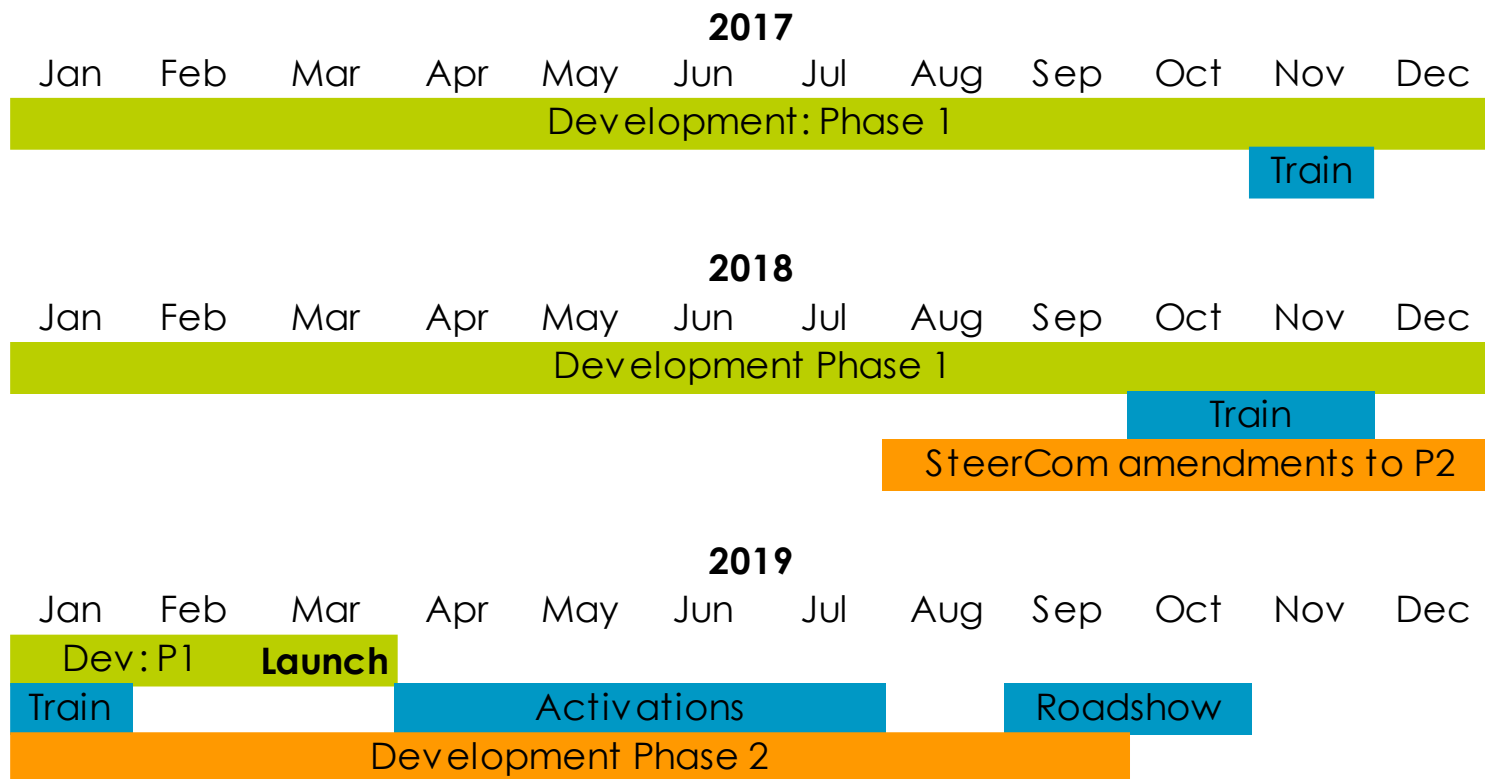 2017
Jan Feb Mar Apr May Jun Jul Aug Sep Oct Nov Dec
Development: Phase 1
Train
2018
Jan Feb Mar Apr May Jun Jul Aug Sep Oct Nov Dec
Development Phase 1
Train
SteerCom amendments to P2
2019
Jan Feb Mar Apr May Jun Jul Aug Sep Oct Nov Dec
Dev: P1 Launch
Train Activations Roadshow
Development Phase 2